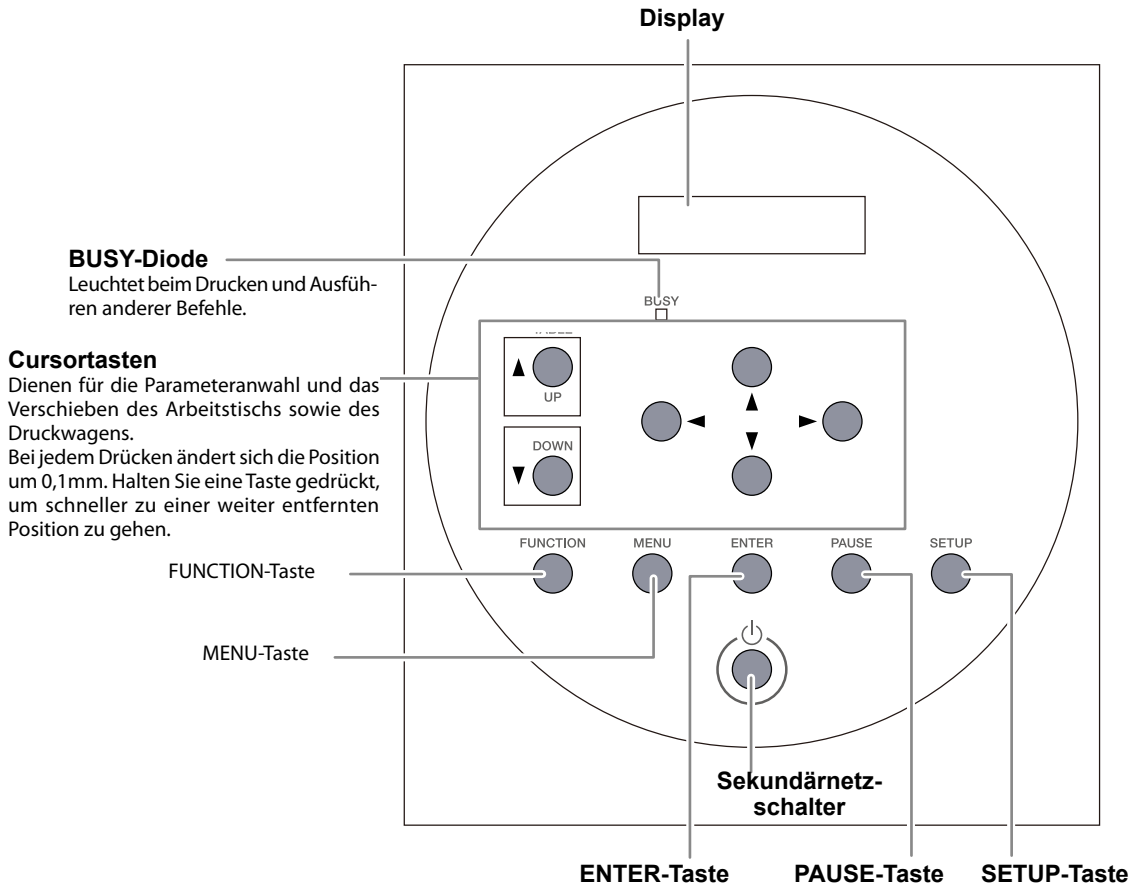 Display
BUSY-Diode
Leuchtet beim Drucken und Ausfüh-
ren anderer Befehle.
BUSY
Cursortasten
Dienen für die Parameteranwahl und das
Verschieben des Arbeitstischs sowie des
Druckwagens.
Bei jedem Drücken ändert sich die Position
um 0,1mm. Halten Sie eine Taste gedrückt,
um schneller zu einer weiter entfernten
Position zu gehen.
UP
DOWN
FUNCTION MENU ENTER PAUSE SETUP
FUNCTION-Taste
MENU-Taste
Sekundärnetz-
schalter
ENTER-Taste PAUSE-Taste SETUP-Taste